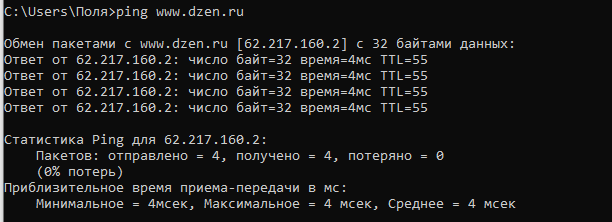 C:\Users\Поля>ping www.dzen.ru
Обмен пакетами с www.dzen.ru [62.217.160.2] с 32 байтами данных:
Ответ от 62.217.160.2: число байт=32 время=4мс TTL=55
Ответ от 62.217.160.2: число байт=32 время=4мс TTL=55
Ответ от 62.217.160.2: число байт=32 время=4мс TTL=55
Ответ от 62.217.160.2: число байт=32 время=4мс TTL=55
Статистика Ping для 62.217.160.2:
Пакетов: отправлено = 4, получено = 4, потеряно = 0
(0% потерь)
Приблизительное время приема-передачи в мс:
Минимальное = 4мсек, Максимальное = 4 мсек, Среднее = 4 мсек